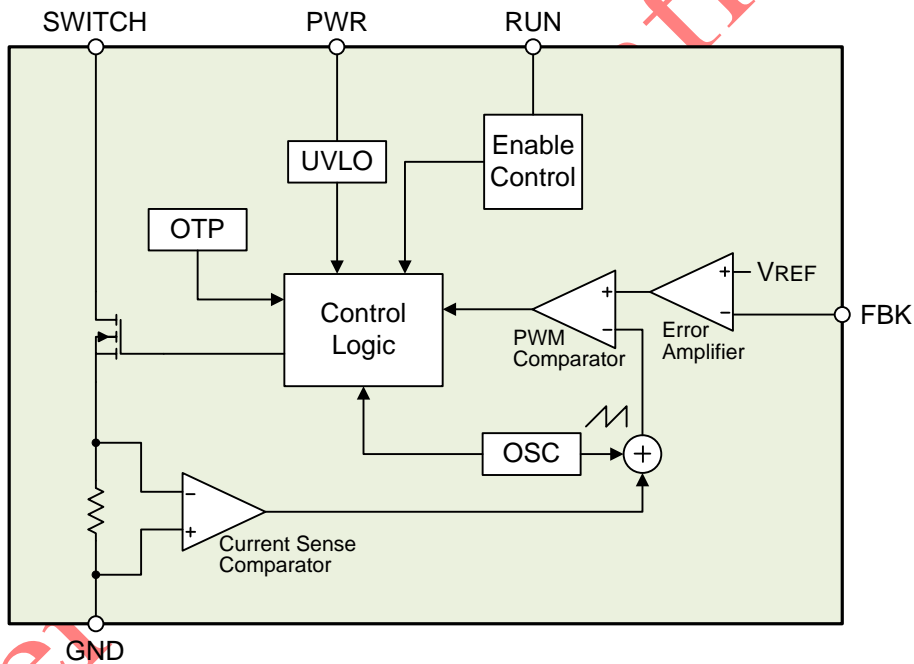 SWITCH
PWR
RUN
UVLO
Enable
Control
OTP
Control
Logic
+
−
PWM
Comparator
+
−
VREF
Error
Amplifier
FBK
OSC
+
−
+
Current Sense
Comparator
GND